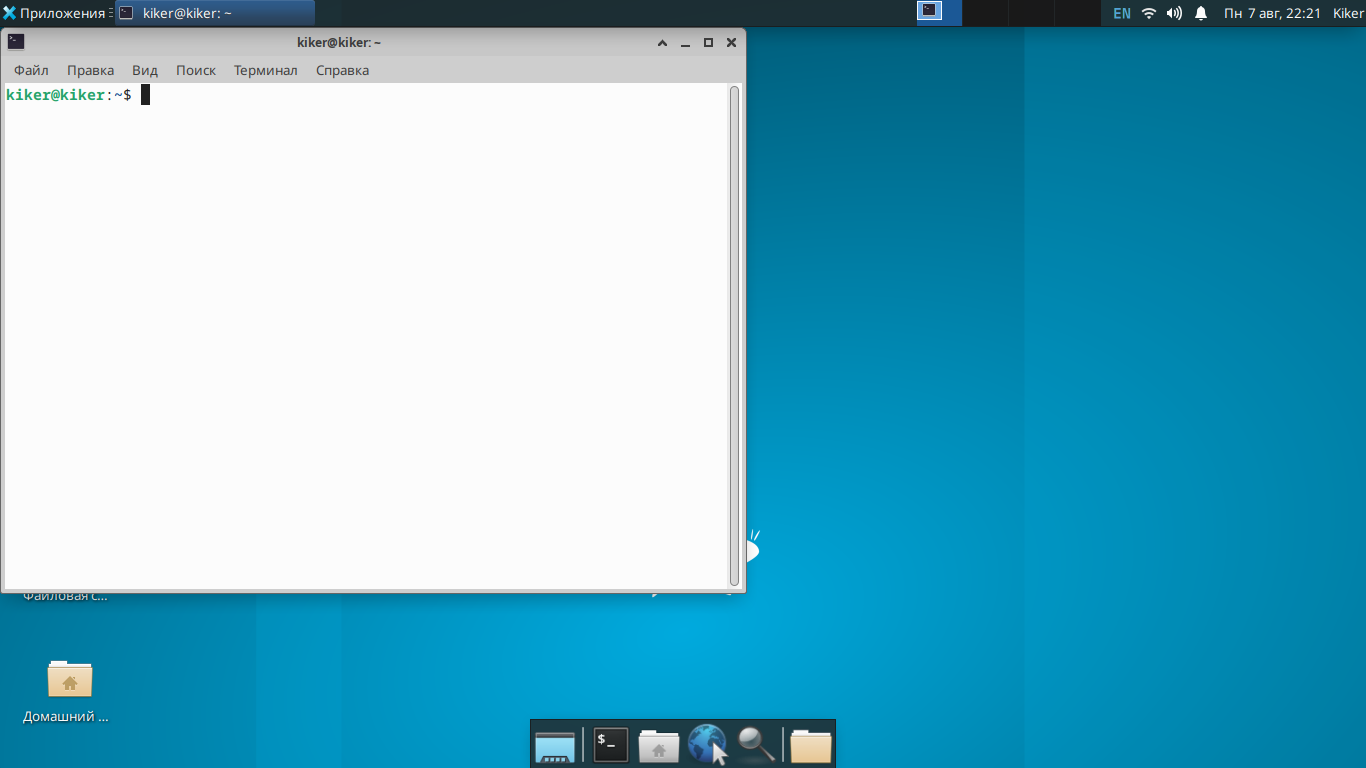 Приложения kiker@kiker: ~ EN Пн 7 авг, 22:21 Kiker
kiker@kiker: ~
Файл Правка Вид Поиск Терминал Справка
kiker@kiker:~$
Файловая с...
Домашний ...
$_